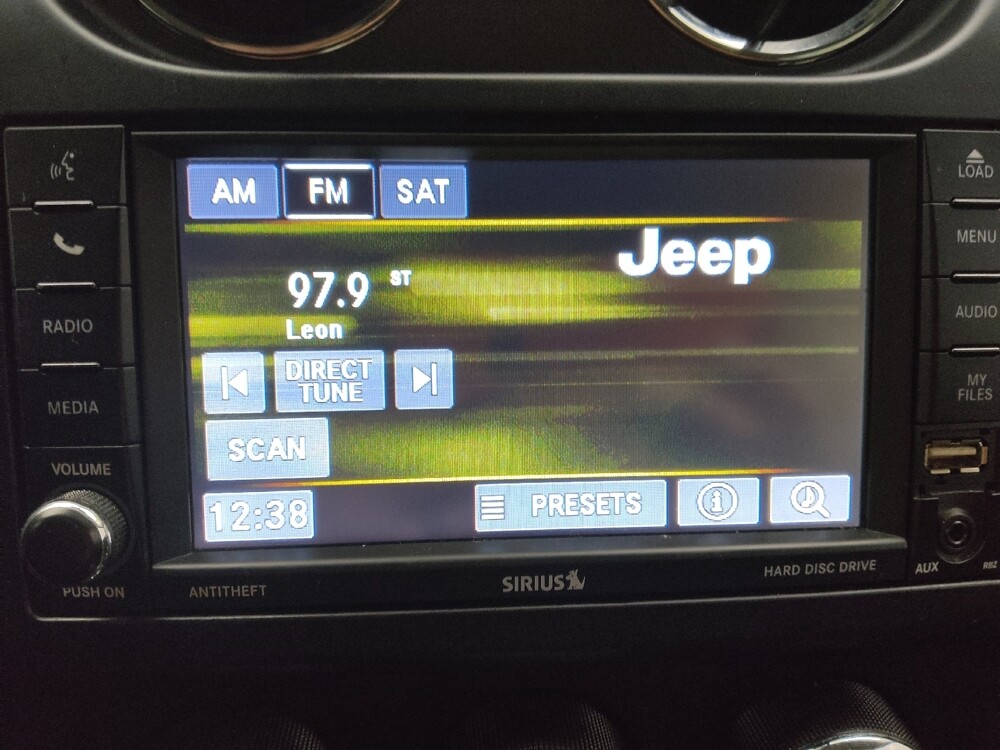 AM FM SAT
Jeep
97.9 ST
Leon
DIRECT
TUNE
SCAN
12:38
PRESETS
RADIO
MEDIA
VOLUME
PUSH ON
LOAD
MENU
AUDIO
MY
FILES
AUX
RBZ
ANTITHEFT
SIRIUS
HARD DISC DRIVE